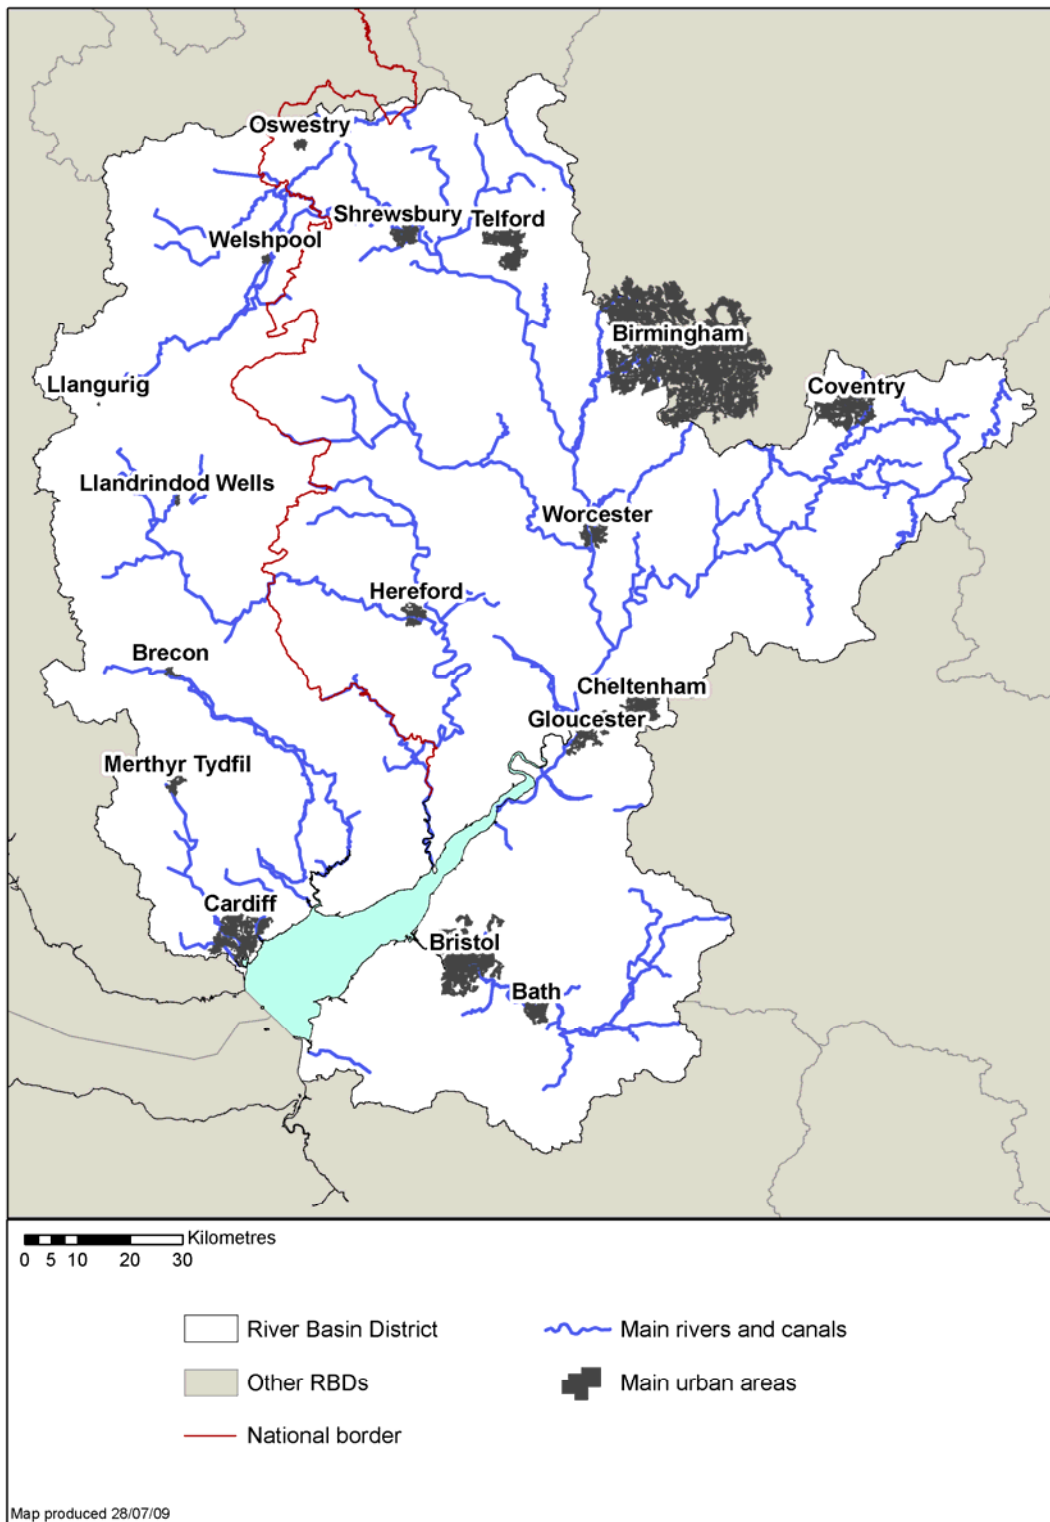 Oswestry
Shrewsbury
Telford
Welshpool
Birmingham
Llangurig
Coventry
Llandrindod Wells
Worcester
Hereford
Brecon
Cheltenham
Gloucester
Merthyr Tydfil
Cardiff
Bristol
Bath
Kilometres
0 5 10 20 30
River Basin District
Main rivers and canals
Other RBDs
Main urban areas
National border
Map produced 28/07/09